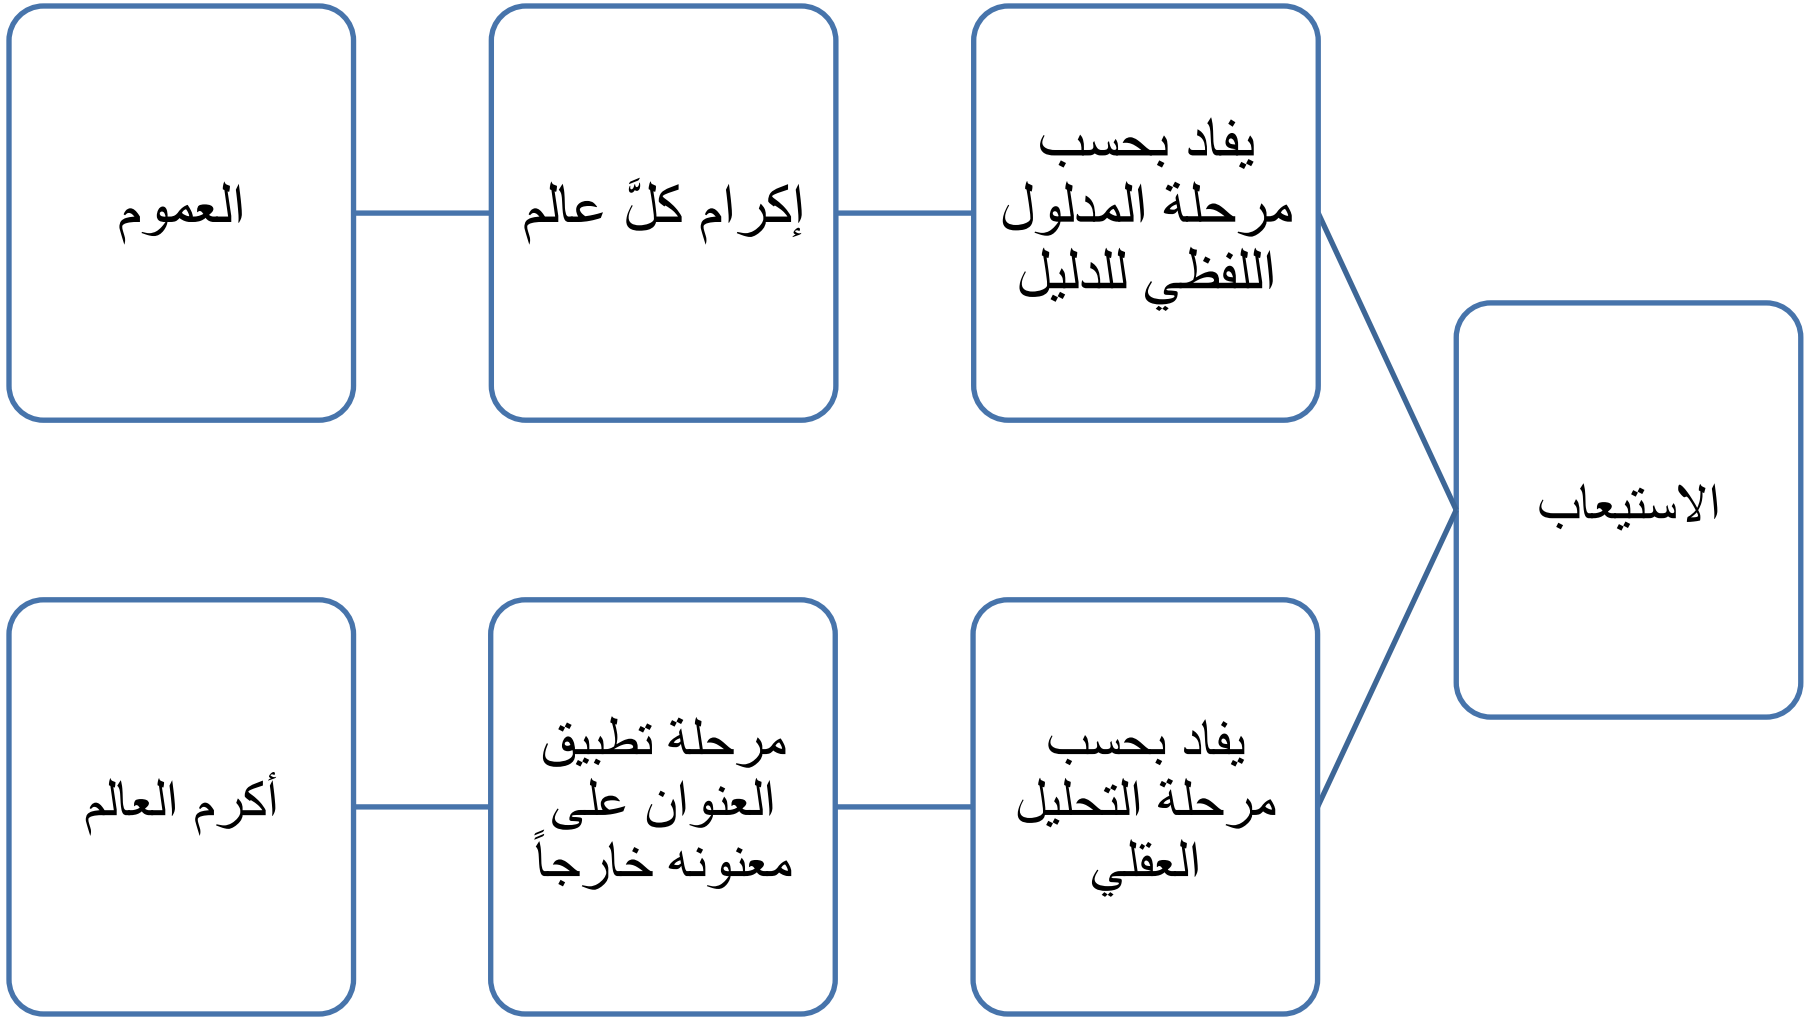 الاستيعاب
يفاد بحسب
مرحلة المدلول
اللفظي للدليل
إكرام كلَّ عالم
العموم
يفاد بحسب
مرحلة التحليل
العقلي
مرحلة تطبيق
العنوان على
معنونه خارجاً
أكرم العالم